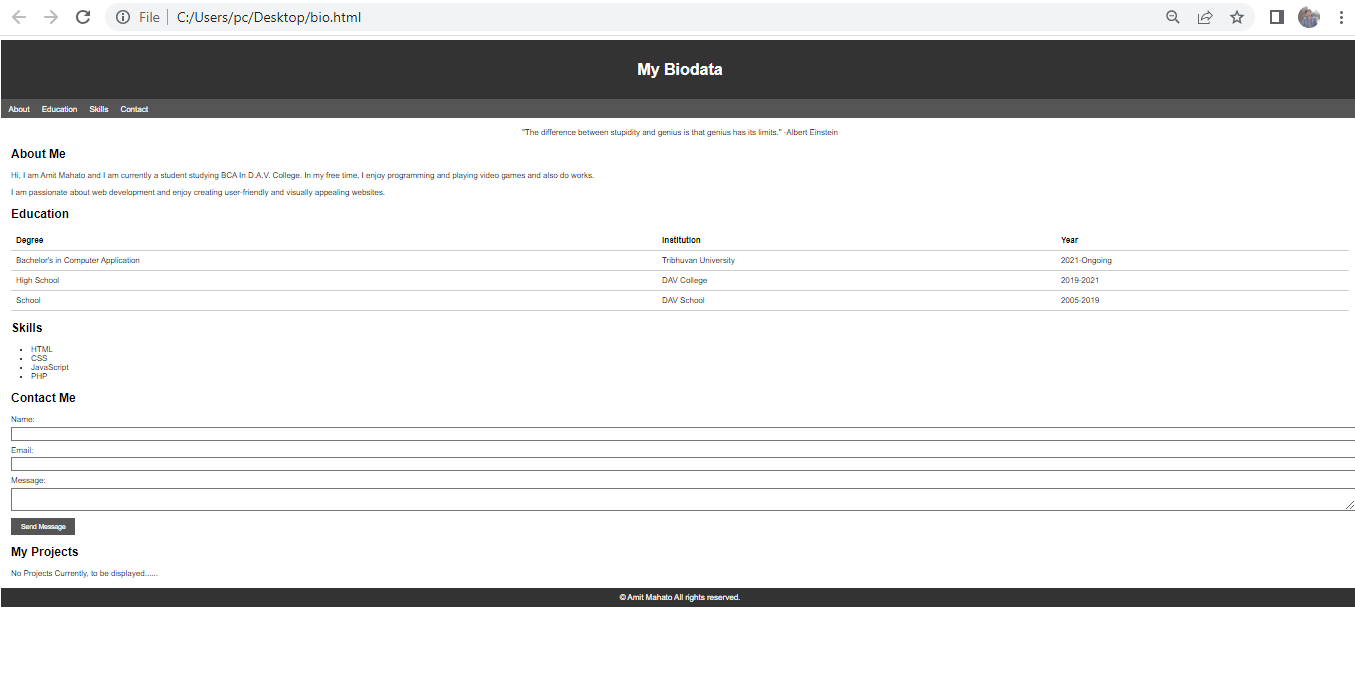 File C:/Users/pc/Desktop/bio.html
My Biodata
About Education Skills Contact
"The difference between stupidity and genius is that genius has its limits." -Albert Einstein
About Me
Hi, I am Amit Mahato and I am currently a student studying BCA In D.A.V. College. In my free time, I enjoy programming and playing video games and also do works.
I am passionate about web development and enjoy creating user-friendly and visually appealing websites.
Education
Degree Institution Year
Bachelor's in Computer Application Tribhuvan University 2021-Ongoing
High School DAV College 2019-2021
School DAV School 2005-2019
Skills
HTML
CSS
JavaScript
PHP
Contact Me
Name:
Email:
Message:
Send Message
My Projects
No Projects Currently, to be displayed......
© Amit Mahato All rights reserved.